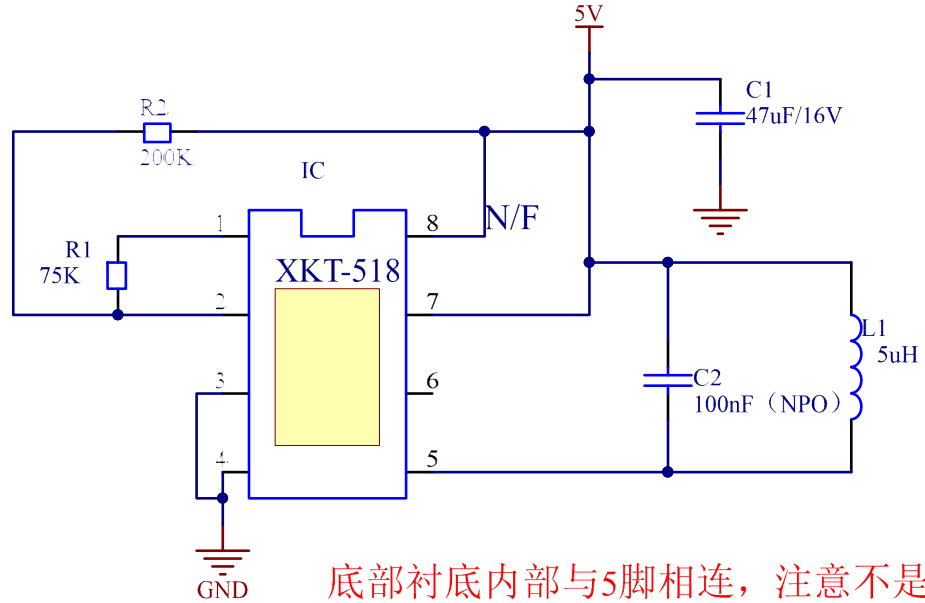 5V
C1
47uF/16V
R2
200K
IC
1
8
N/F
R1
75K
XKT-518
2
7
L1
5uH
3
6
C2
100nF（NPO）
4
5
GND
底部衬底内部与5脚相连，注意不是